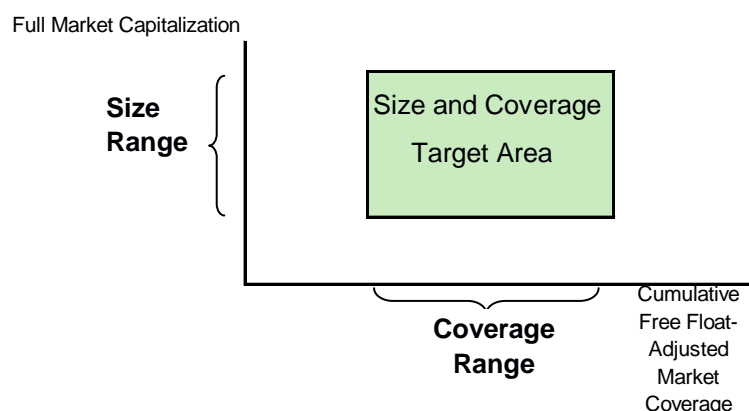 Full Market Capitalization
Size
Range
Size and Coverage
Target Area
Coverage
Range
Cumulative
Free Float-
Adjusted
Market
Coverage